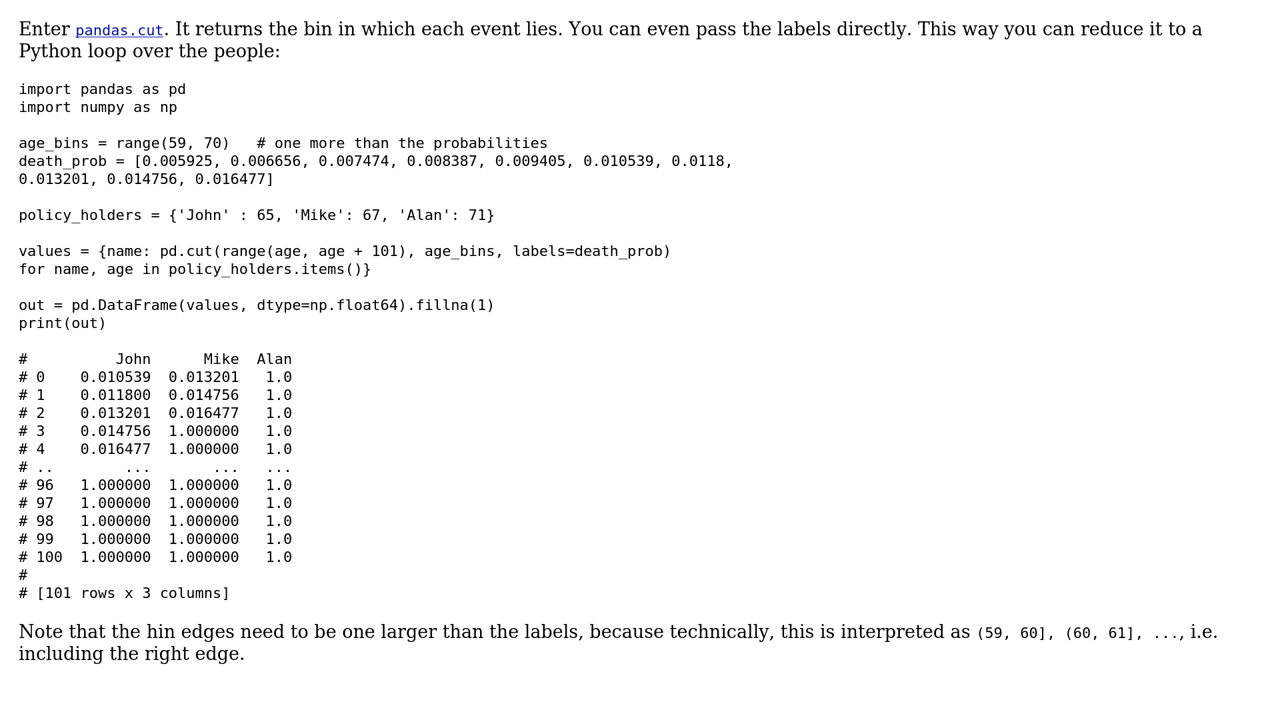 Enter pandas.cut. It returns the bin in which each event lies. You can even pass the labels directly. This way you can reduce it to a
Python loop over the people:
import pandas as pd
import numpy as np
age_bins = range(59, 70)   # one more than the probabilities
death_prob = [0.005925, 0.006656, 0.007474, 0.008387, 0.009405, 0.010539, 0.0118,
0.013201, 0.014756, 0.016477]
policy_holders = {'John' : 65, 'Mike': 67, 'Alan': 71}
values = {name: pd.cut(range(age, age + 101), age_bins, labels=death_prob)
for name, age in policy_holders.items()}
out = pd.DataFrame(values, dtype=np.float64).fillna(1)
print(out)
#          John      Mike  Alan
# 0    0.010539  0.013201   1.0
# 1    0.011800  0.014756   1.0
# 2    0.013201  0.016477   1.0
# 3    0.014756  1.000000   1.0
# 4    0.016477  1.000000   1.0
# ..        ...       ...   ...
# 96   1.000000  1.000000   1.0
# 97   1.000000  1.000000   1.0
# 98   1.000000  1.000000   1.0
# 99   1.000000  1.000000   1.0
# 100  1.000000  1.000000   1.0
#
# [101 rows x 3 columns]
Note that the hin edges need to be one larger than the labels, because technically, this is interpreted as (59, 60], (60, 61], ..., i.e.
including the right edge.